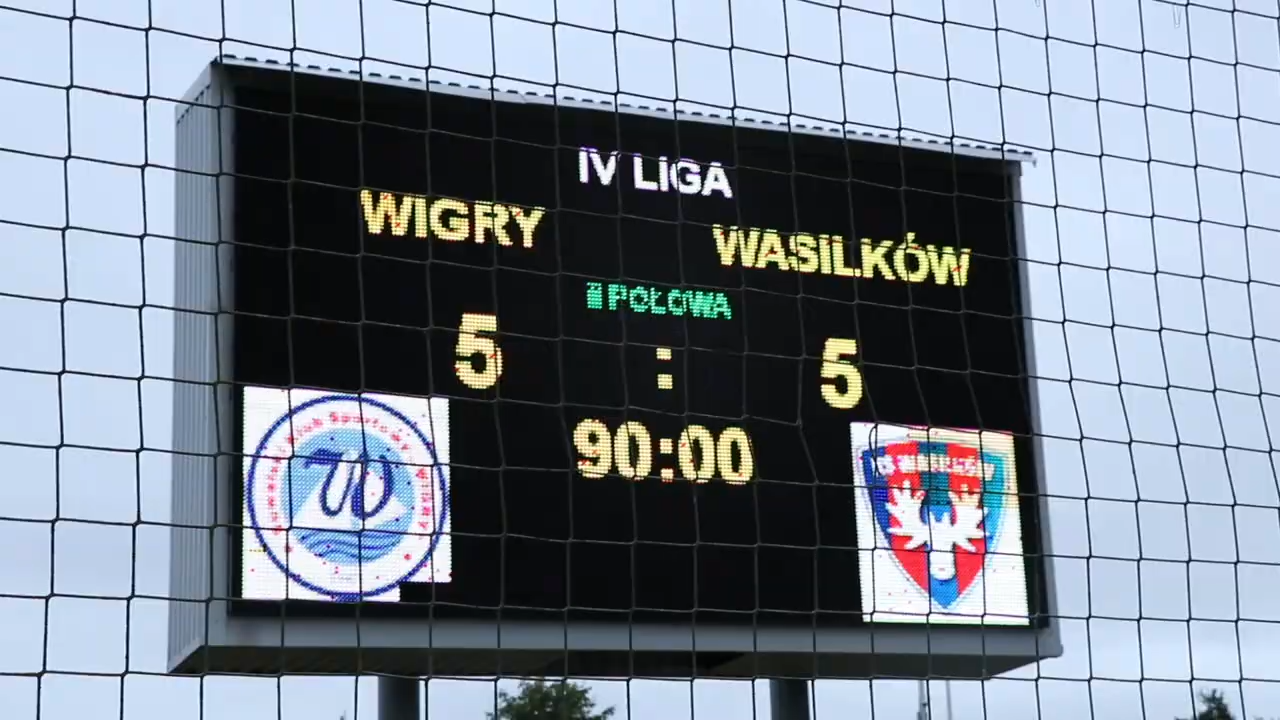 IV LIGA
WIGRY
WASILKÓW
II POŁOWA
5 : 5
90:00